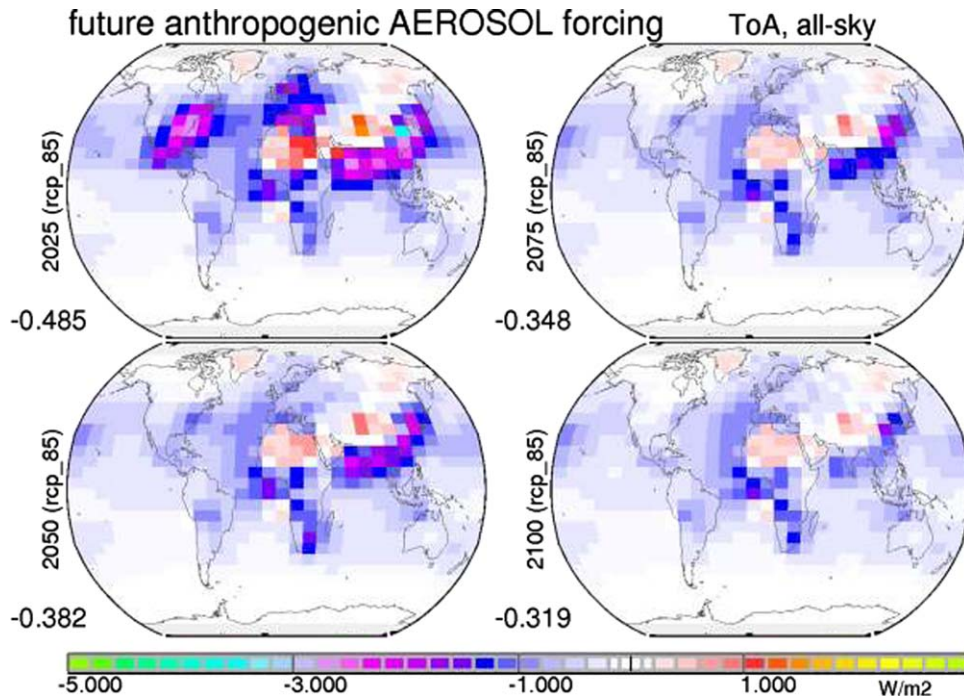 future anthropogenic AEROSOL forcing ToA, all-sky
2025 (rcp_85)
-0.485
2075 (rcp_85)
-0.348
2050 (rcp_85)
-0.382
2100 (rcp_85)
-0.319
-5.000 -3.000 -1.000 1.000 W/m2